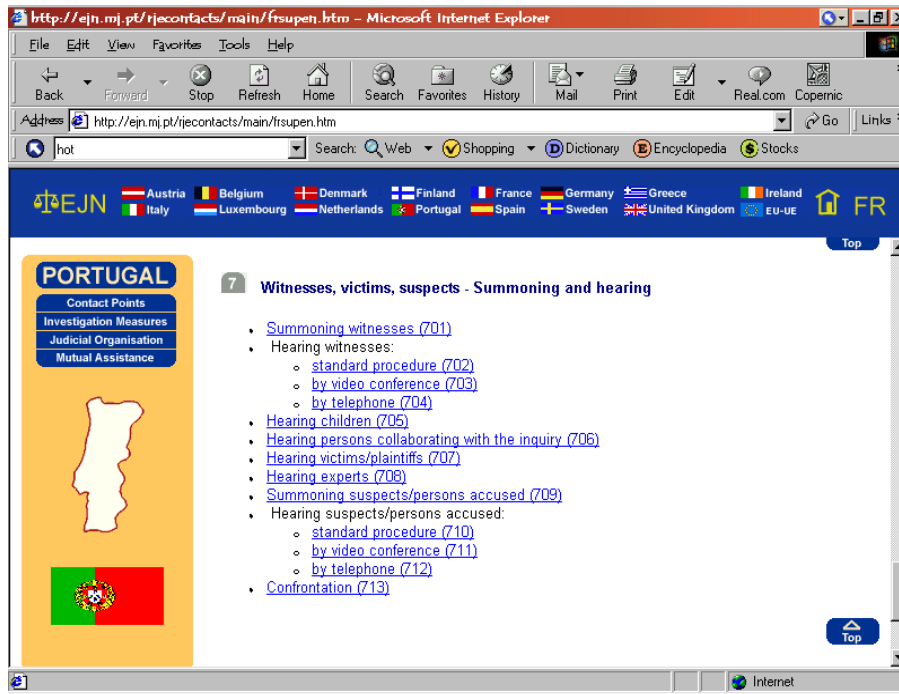 http://ejn.mj.pt/rjecontacts/main/frsupen.htm - Microsoft Internet Explorer
File Edit View Favorites Tools Help
Back Forward Stop Refresh Home Search Favorites History Mail Print Edit Real.com Copernic
Address http://ejn.mj.pt/rjecontacts/main/frsupen.htm Go Links
hot Search: Web Shopping Dictionary Encyclopedia Stocks
EJN Austria Belgium Denmark Finland France Germany Greece Ireland FR
Italy Luxembourg Netherlands Portugal Spain Sweden United Kingdom EU-UE
Top
PORTUGAL
Contact Points
Investigation Measures
Judicial Organisation
Mutual Assistance
7 Witnesses, victims, suspects - Summoning and hearing
Summoning witnesses (701)
Hearing witnesses:
standard procedure (702)
by video conference (703)
by telephone (704)
Hearing children (705)
Hearing persons collaborating with the inquiry (706)
Hearing victims/plaintiffs (707)
Hearing experts (708)
Summoning suspects/persons accused (709)
Hearing suspects/persons accused:
standard procedure (710)
by video conference (711)
by telephone (712)
Confrontation (713)
Top
Internet